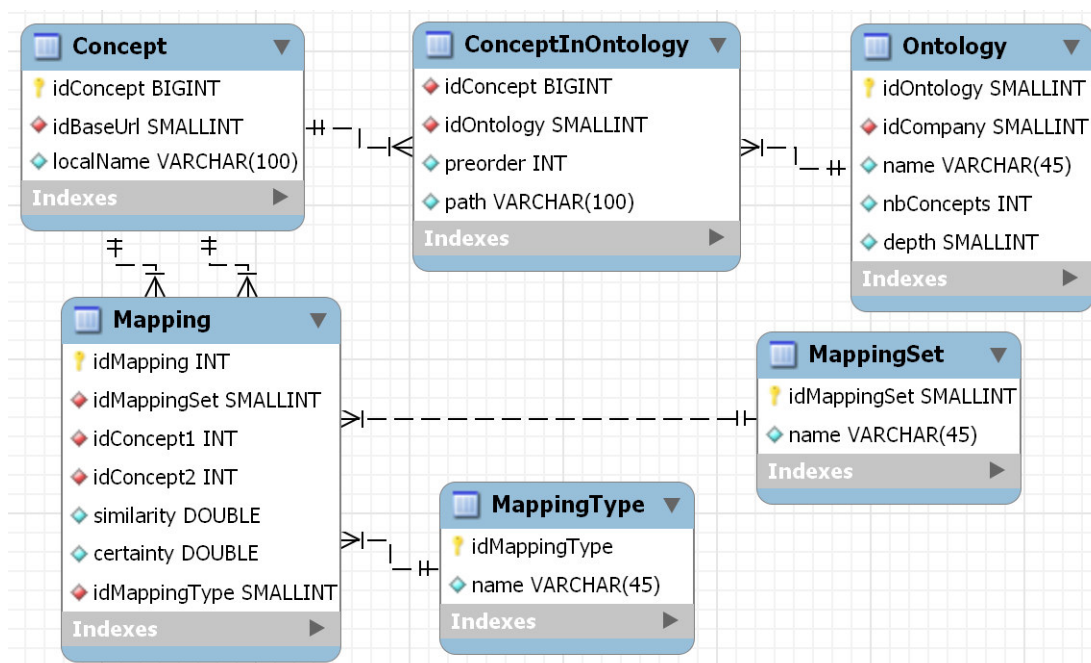 Concept
idConcept BIGINT
idBaseUrl SMALLINT
localName VARCHAR(100)
Indexes
ConceptInOntology
idConcept BIGINT
idOntology SMALLINT
preorder INT
path VARCHAR(100)
Indexes
Ontology
idOntology SMALLINT
idCompany SMALLINT
name VARCHAR(45)
nbConcepts INT
depth SMALLINT
Indexes
Mapping
idMapping INT
idMappingSet SMALLINT
idConcept1 INT
idConcept2 INT
similarity DOUBLE
certainty DOUBLE
idMappingType SMALLINT
Indexes
MappingSet
idMappingSet SMALLINT
name VARCHAR(45)
Indexes
MappingType
idMappingType
name VARCHAR(45)
Indexes